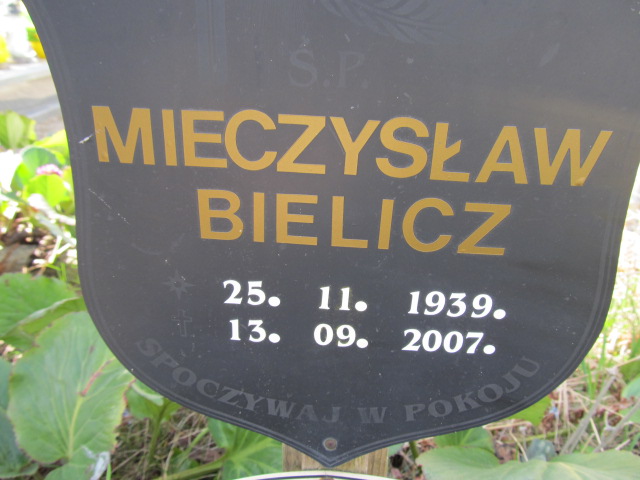 Ś.P.
MIECZYSŁAW
BIELICZ
25. 11. 1939.
13. 09. 2007.
SPOCZYWAJ W POKOJU